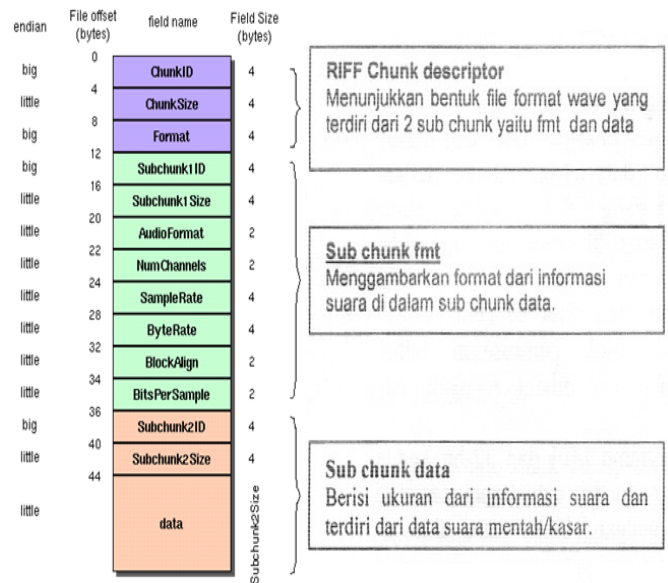 endian File offset (bytes) field name Field Size (bytes)
0
big ChunkID 4
4
little ChunkSize 4
8
big Format 4
12
big Subchunk1ID 4
16
little Subchunk1Size 4
20
little AudioFormat 2
22
little NumChannels 2
24
little SampleRate 4
28
little ByteRate 4
32
little BlockAlign 2
34
little BitsPerSample 2
36
big Subchunk2ID 4
40
little Subchunk2Size 4
44
little data Subchunk2Size
RIFF Chunk descriptor
Menunjukkan bentuk file format wave yang
terdiri dari 2 sub chunk yaitu fmt dan data
Sub chunk fmt
Menggambarkan format dari informasi
suara di dalam sub chunk data.
Sub chunk data
Berisi ukuran dari informasi suara dan
terdiri dari data suara mentah/kasar.